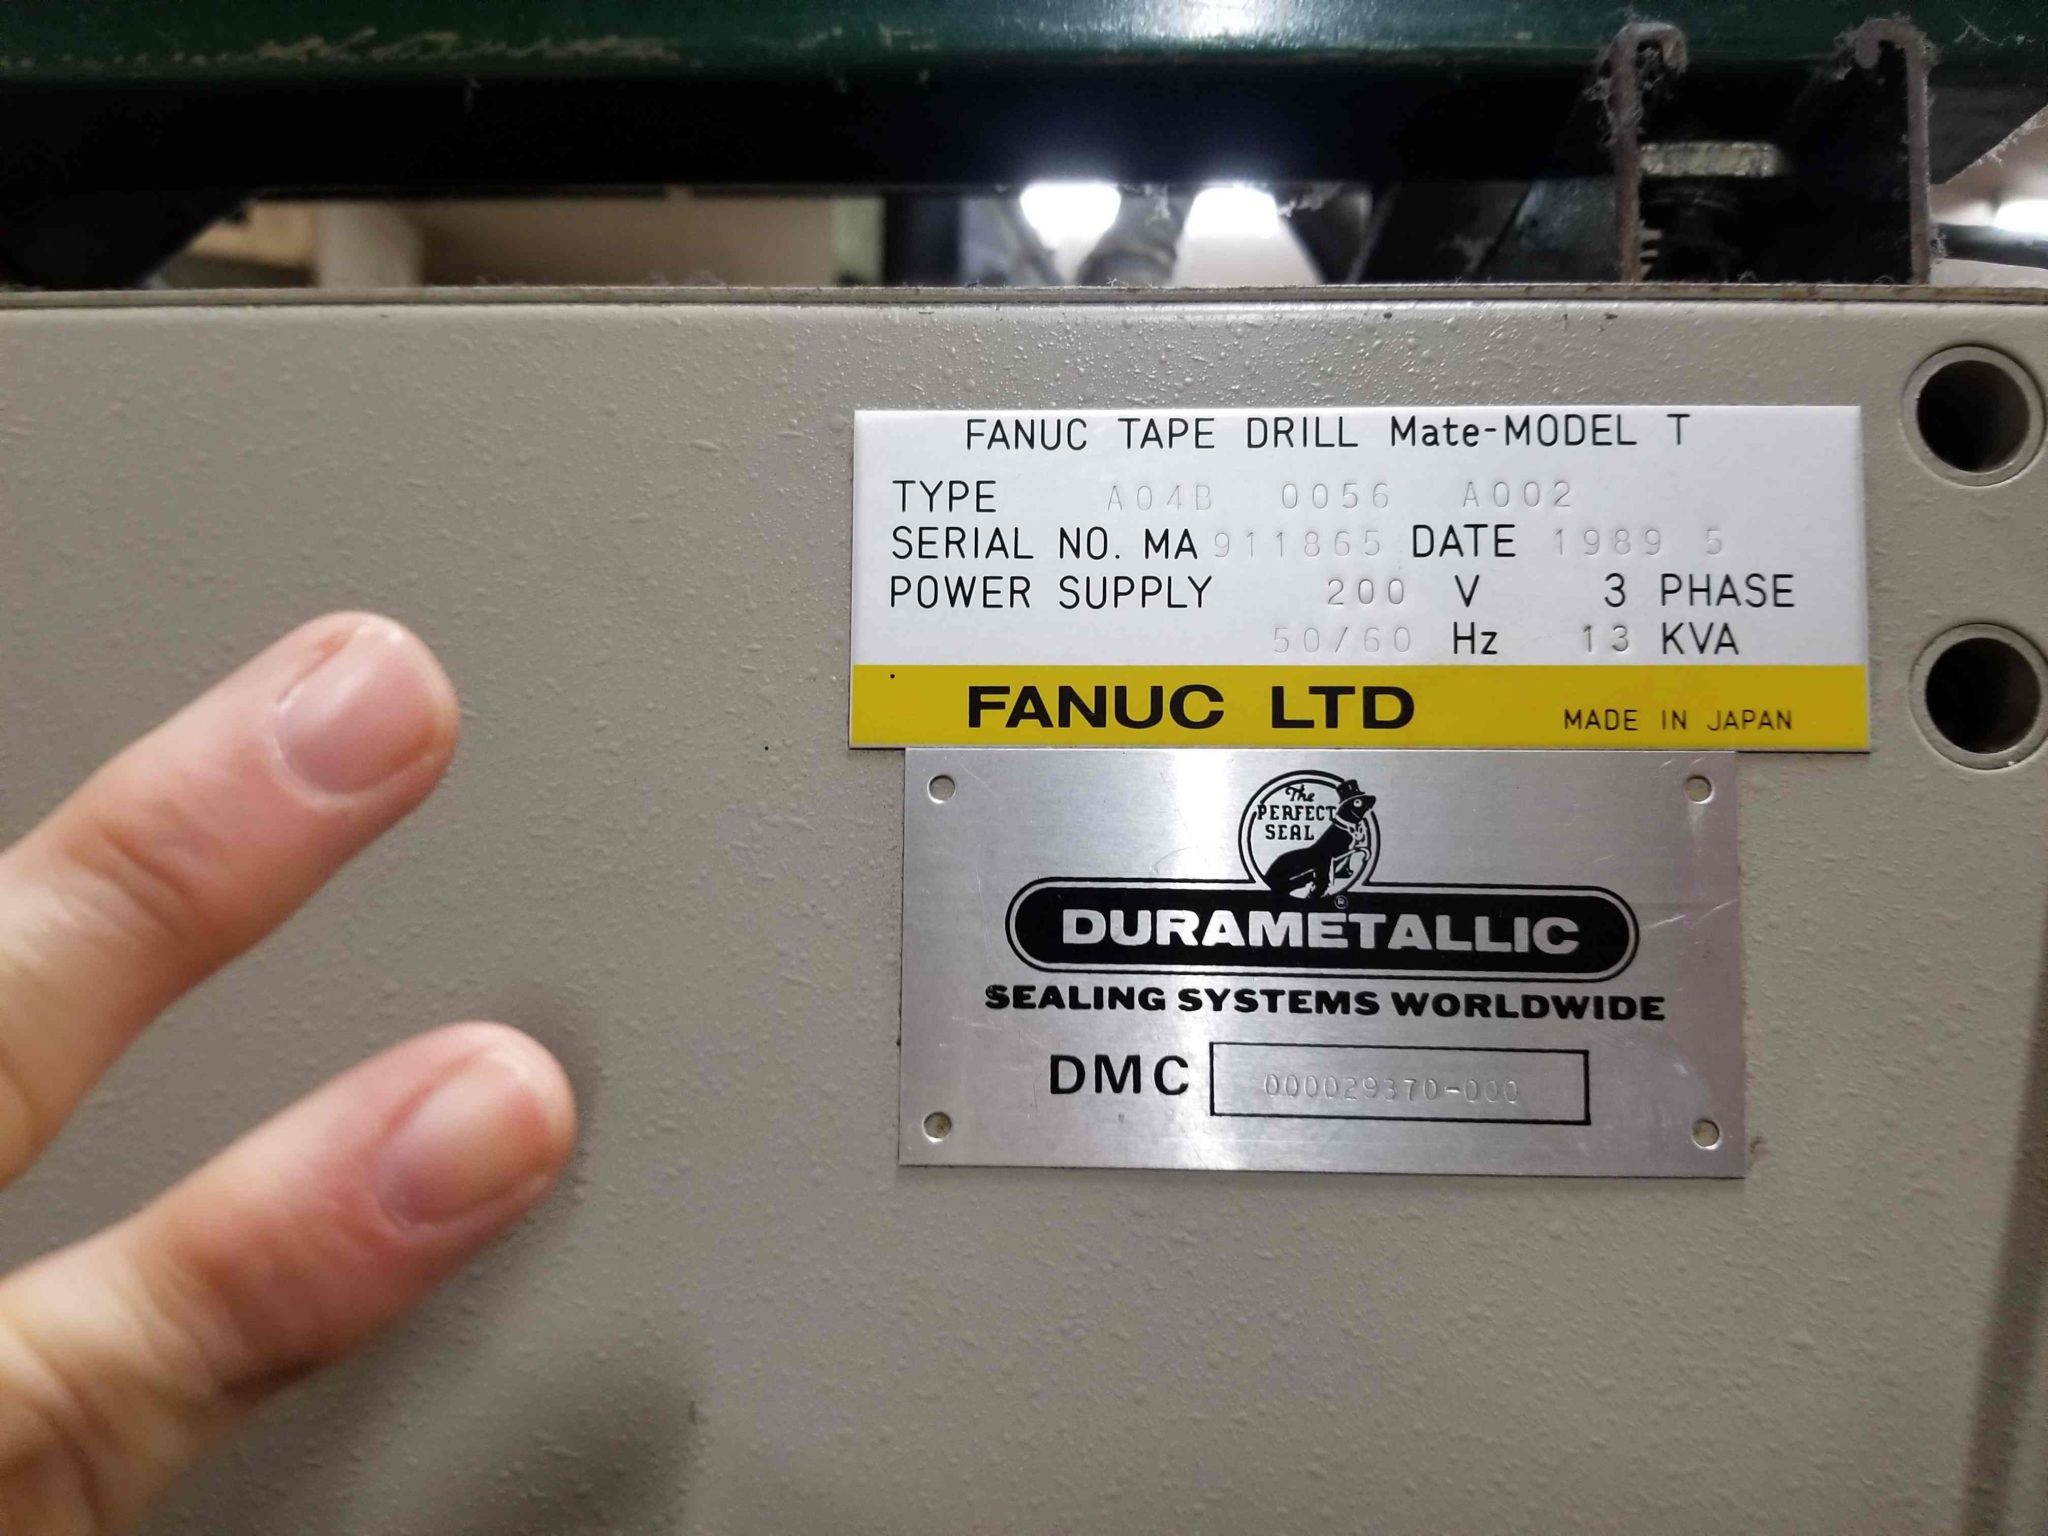 FANUC TAPE DRILL Mate-MODEL T
TYPE A04B 0056 A002
SERIAL NO. MA 911865 DATE 1989 5
POWER SUPPLY 200 V 3 PHASE
50/60 Hz 13 KVA
FANUC LTD MADE IN JAPAN
The
PERFECT
SEAL
®
DURAMETALLIC
SEALING SYSTEMS WORLDWIDE
DMC 000029370-000